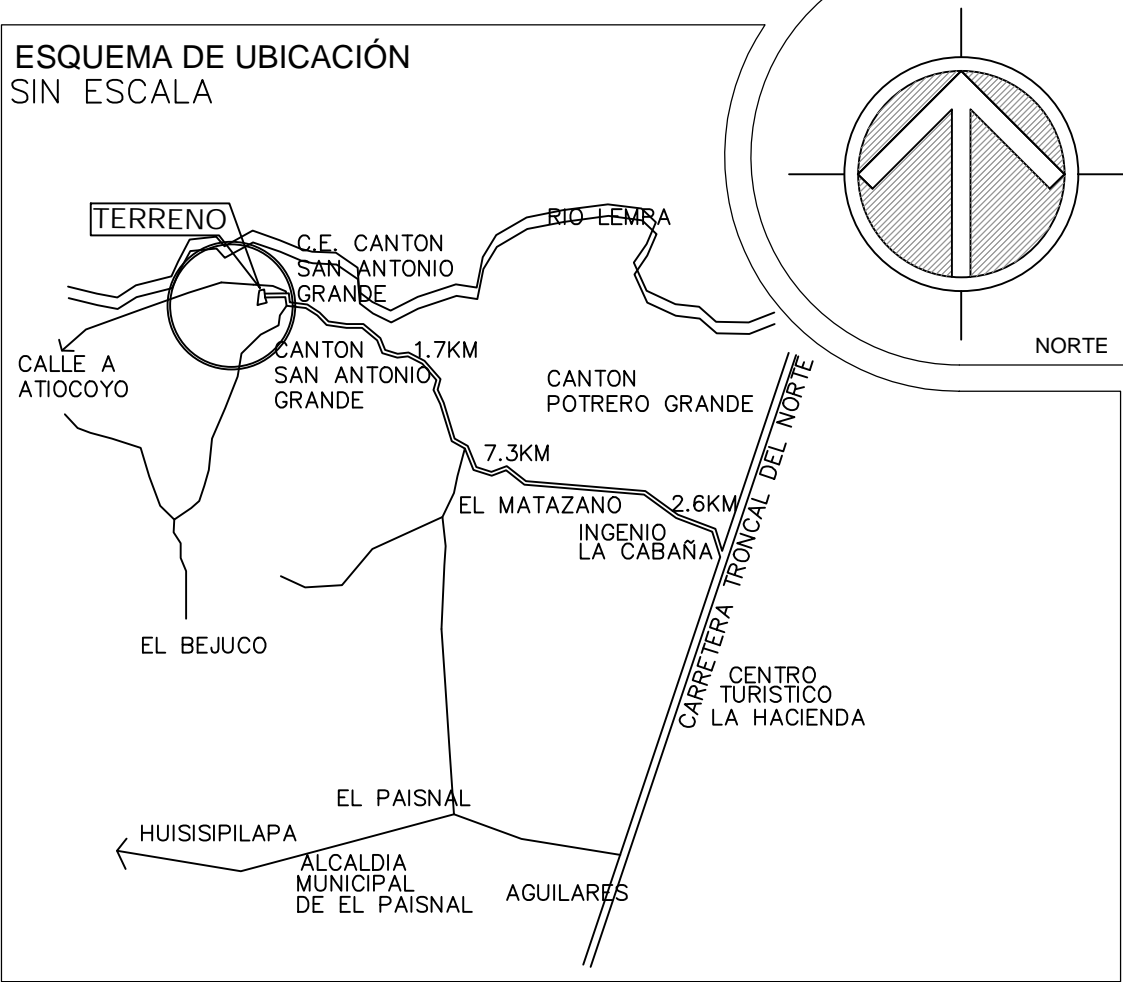 ESQUEMA DE UBICACIÓN
SIN ESCALA
NORTE
TERRENO
RIO LEMPA
C.E. CANTON
SAN ANTONIO
GRANDE
CALLE A
ATIOCOYO
CANTON
SAN ANTONIO
GRANDE
1.7KM
CANTON
POTRERO GRANDE
7.3KM
EL MATAZANO
2.6KM
INGENIO
LA CABAÑA
CARRETERA TRONCAL DEL NORTE
EL BEJUCO
CENTRO
TURISTICO
LA HACIENDA
EL PAISNAL
HUISISIPILAPA
ALCALDIA
MUNICIPAL
DE EL PAISNAL
AGUILARES